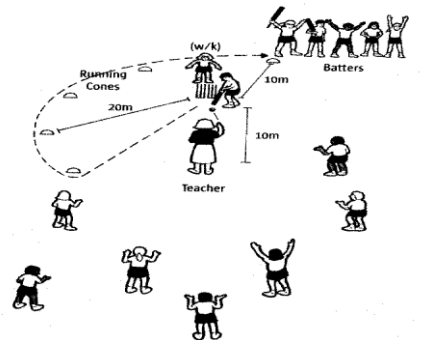 (w/k)
Running
Cones
20m
10m
Batters
10m
Teacher